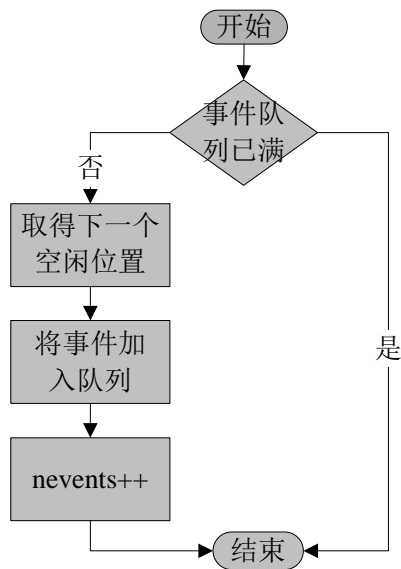 开始
事件队
列已满
否
取得下一个
空闲位置
将事件加
入队列
是
nevents++
结束